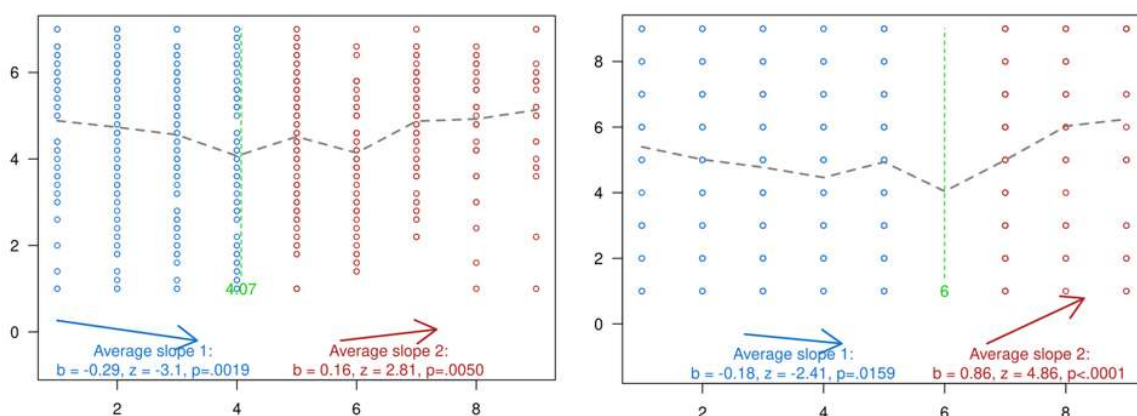 6
4
2
0
4.07
Average slope 1:
b = -0.29, z = -3.1, p=.0019
Average slope 2:
b = 0.16, z = 2.81, p=.0050
2 4 6 8
8
6
4
2
0
6
Average slope 1:
b = -0.18, z = -2.41, p=.0159
Average slope 2:
b = 0.86, z = 4.86, p<.0001
2 4 6 8